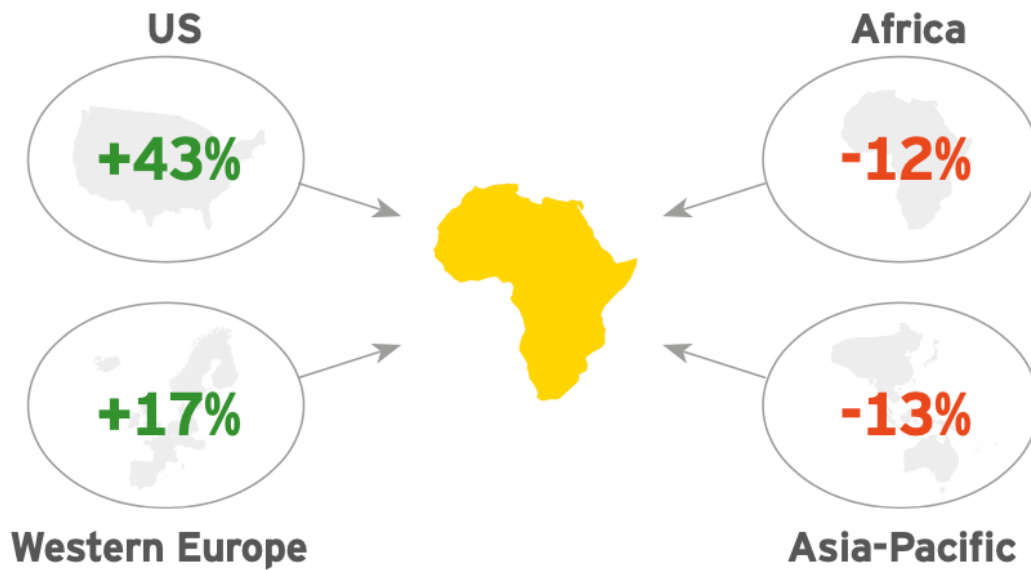 US
Africa
+43%
-12%
+17%
-13%
Western Europe
Asia-Pacific